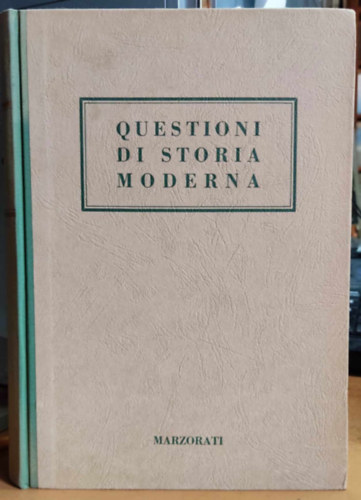 QUESTIONI
DI STORIA
MODERNA
MARZORATI